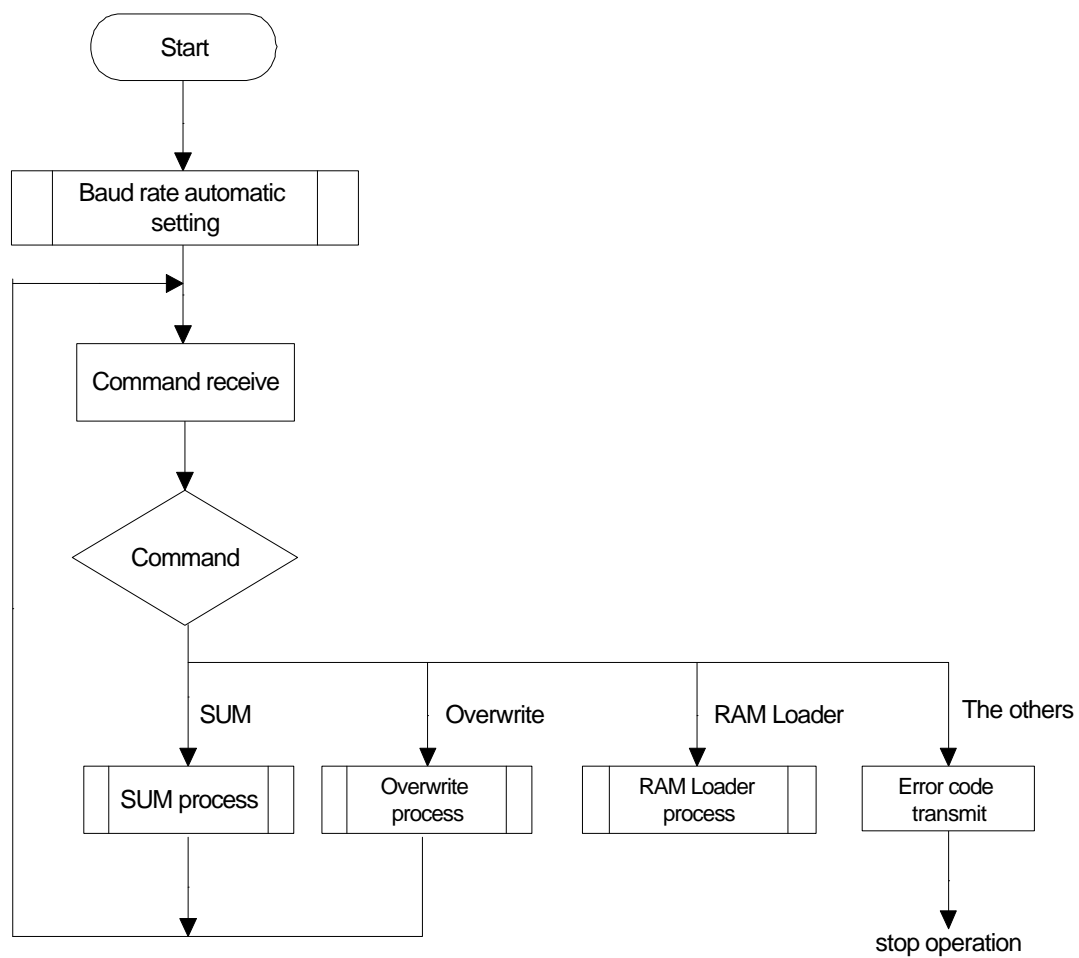 Start
Baud rate automatic
setting
Command receive
Command
SUM
Overwrite
RAM Loader
The others
SUM process
Overwrite
process
RAM Loader
process
Error code
transmit
stop operation